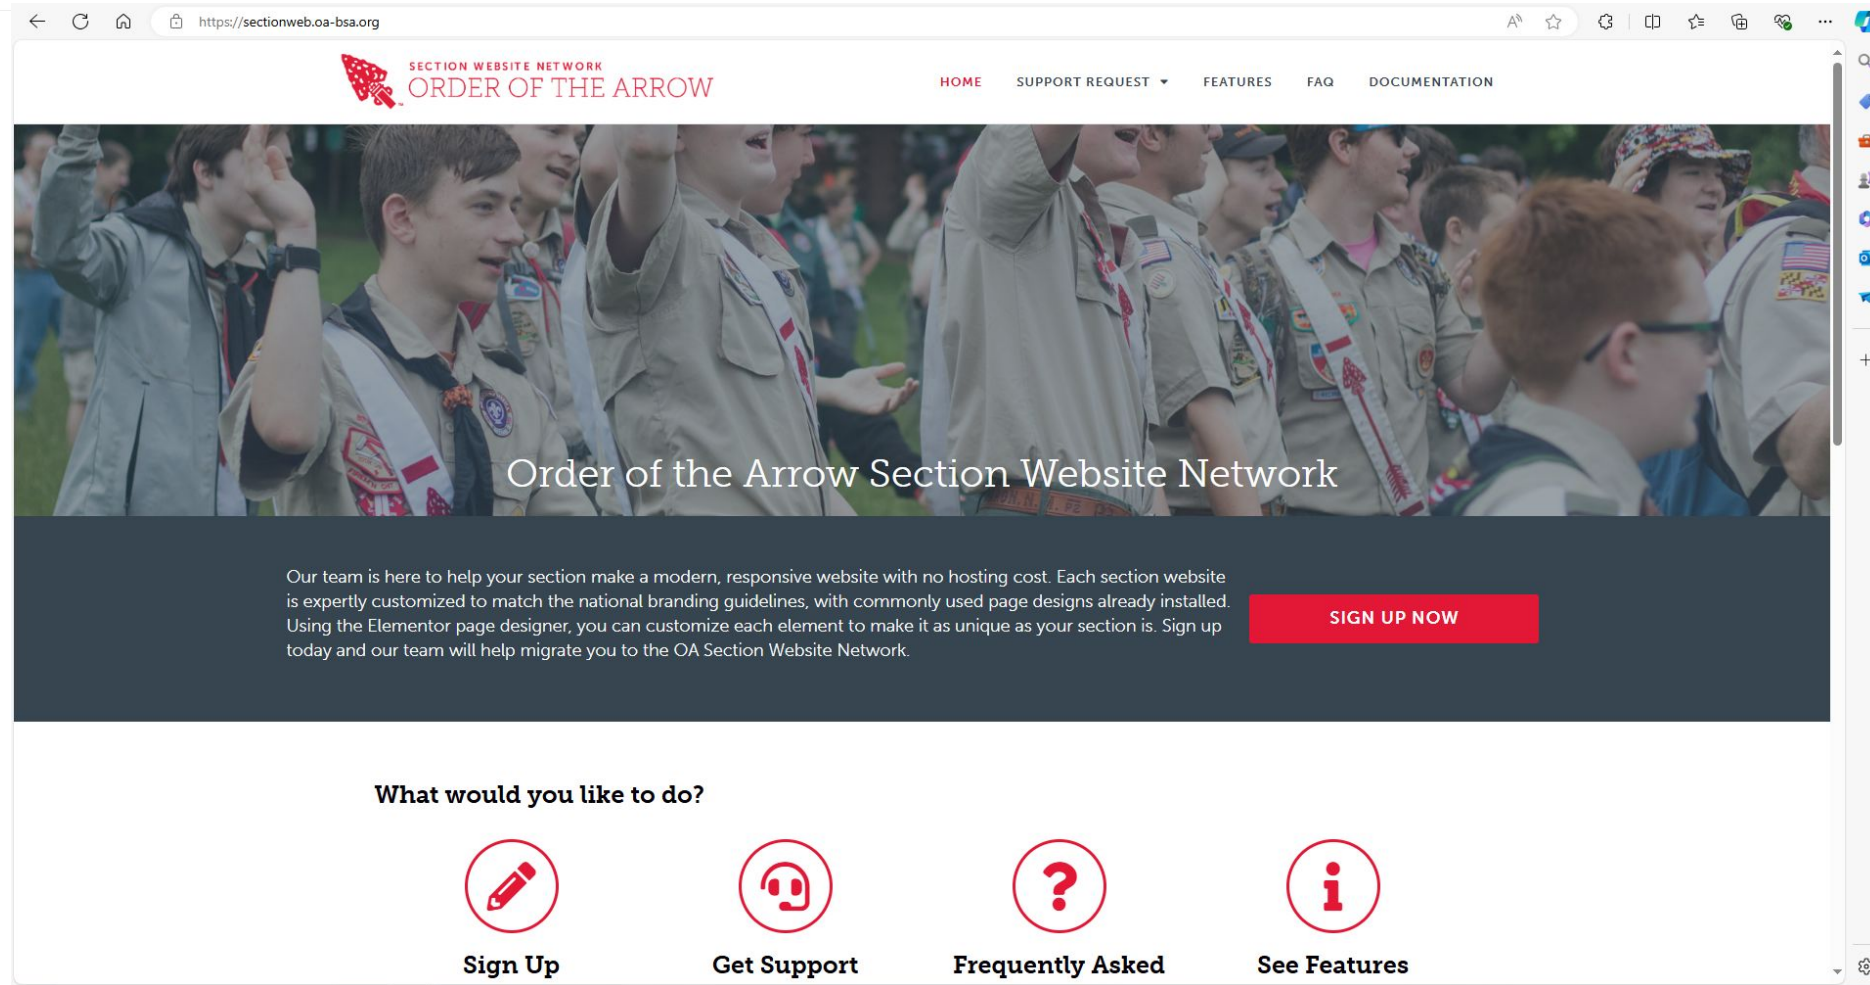 https://sectionweb.oa-bsa.org
SECTION WEBSITE NETWORK
ORDER OF THE ARROW
HOME SUPPORT REQUEST FEATURES FAQ DOCUMENTATION
Order of the Arrow Section Website Network
Our team is here to help your section make a modern, responsive website with no hosting cost. Each section website
is expertly customized to match the national branding guidelines, with commonly used page designs already installed.
Using the Elementor page designer, you can customize each element to make it as unique as your section is. Sign up
today and our team will help migrate you to the OA Section Website Network.
SIGN UP NOW
What would you like to do?
Sign Up Get Support Frequently Asked See Features